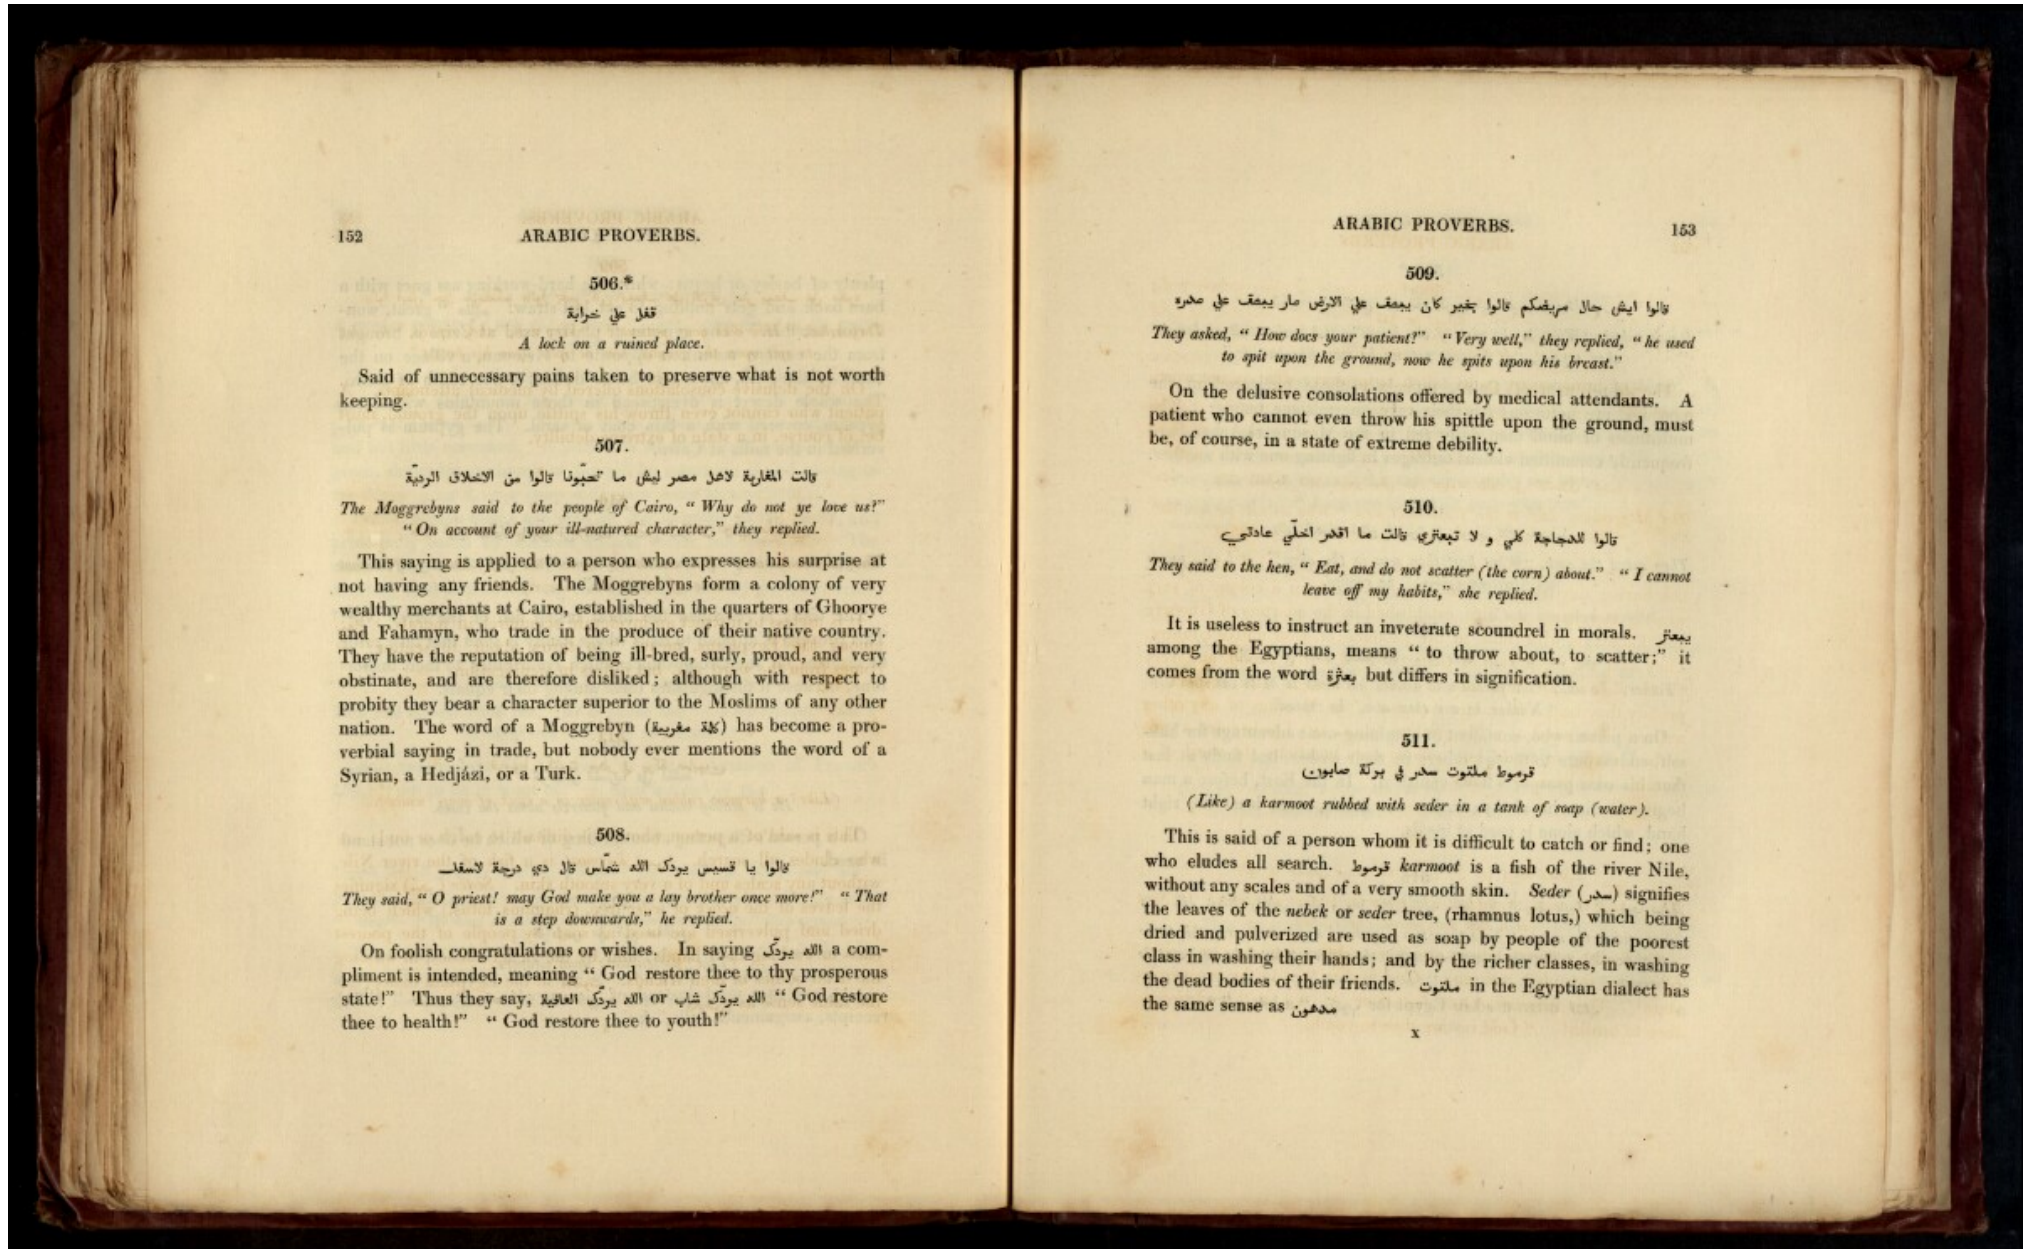 152 ARABIC PROVERBS.
506.*
قفل علي خرابة
A lock on a ruined place.
Said of unnecessary pains taken to preserve what is not worth
keeping.
507.
قالت المغاربة لاهل مصر ليش ما تحبّونا قالوا من الاخلاق الرديّة
The Moggrebyns said to the people of Cairo, “ Why do not ye love us?”
“ On account of your ill-natured character,” they replied.
This saying is applied to a person who expresses his surprise at
not having any friends. The Moggrebyns form a colony of very
wealthy merchants at Cairo, established in the quarters of Ghoorye
and Fahamyn, who trade in the produce of their native country.
They have the reputation of being ill-bred, surly, proud, and very
obstinate, and are therefore disliked ; although with respect to
probity they bear a character superior to the Moslims of any other
nation. The word of a Moggrebyn (كلمة مغربية) has become a pro-
verbial saying in trade, but nobody ever mentions the word of a
Syrian, a Hedjázi, or a Turk.
508.
قالوا يا قسيس يردك الله شمّاس قال دي درجة لاسفل
They said, “ O priest! may God make you a lay brother once more!” “ That
is a step downwards,” he replied.
On foolish congratulations or wishes. In saying الله يردّك a com-
pliment is intended, meaning “ God restore thee to thy prosperous
state!” Thus they say, الله يردّك العافية or الله يردّك شاب “ God restore
thee to health!” “ God restore thee to youth!”
ARABIC PROVERBS. 153
509.
قالوا ايش حال مريضكم قالوا بخير كان يبصق علي الارض صار يبصق علي صدره
They asked, “ How does your patient?” “ Very well,” they replied, “ he used
to spit upon the ground, now he spits upon his breast.”
On the delusive consolations offered by medical attendants. A
patient who cannot even throw his spittle upon the ground, must
be, of course, in a state of extreme debility.
510.
قالوا للدجاجة كلي و لا تبعتري قالت ما اقدر اخلّي عادتي
They said to the hen, “ Eat, and do not scatter (the corn) about.” “ I cannot
leave off my habits,” she replied.
It is useless to instruct an inveterate scoundrel in morals. يبعتر
among the Egyptians, means “ to throw about, to scatter;” it
comes from the word بعثرة but differs in signification.
511.
قرموط ملتوت سدر في بركة صابون
(Like) a karmoot rubbed with seder in a tank of soap (water).
This is said of a person whom it is difficult to catch or find; one
who eludes all search. قرموط karmoot is a fish of the river Nile,
without any scales and of a very smooth skin. Seder (سدر) signifies
the leaves of the nebek or seder tree, (rhamnus lotus,) which being
dried and pulverized are used as soap by people of the poorest
class in washing their hands; and by the richer classes, in washing
the dead bodies of their friends. ملتوت in the Egyptian dialect has
the same sense as مدهون
x